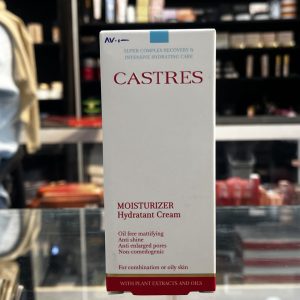 SUPER COMPLEX RECOVERY &
INTENSIVE HYDRATING CARE
CASTRES
MOISTURIZER
Hydratant Cream
Oil free mattifying
Anti shine
Anti enlarged pores
Non-comedogenic
For combination or oily skin
WITH PLANT EXTRACTS AND OILS